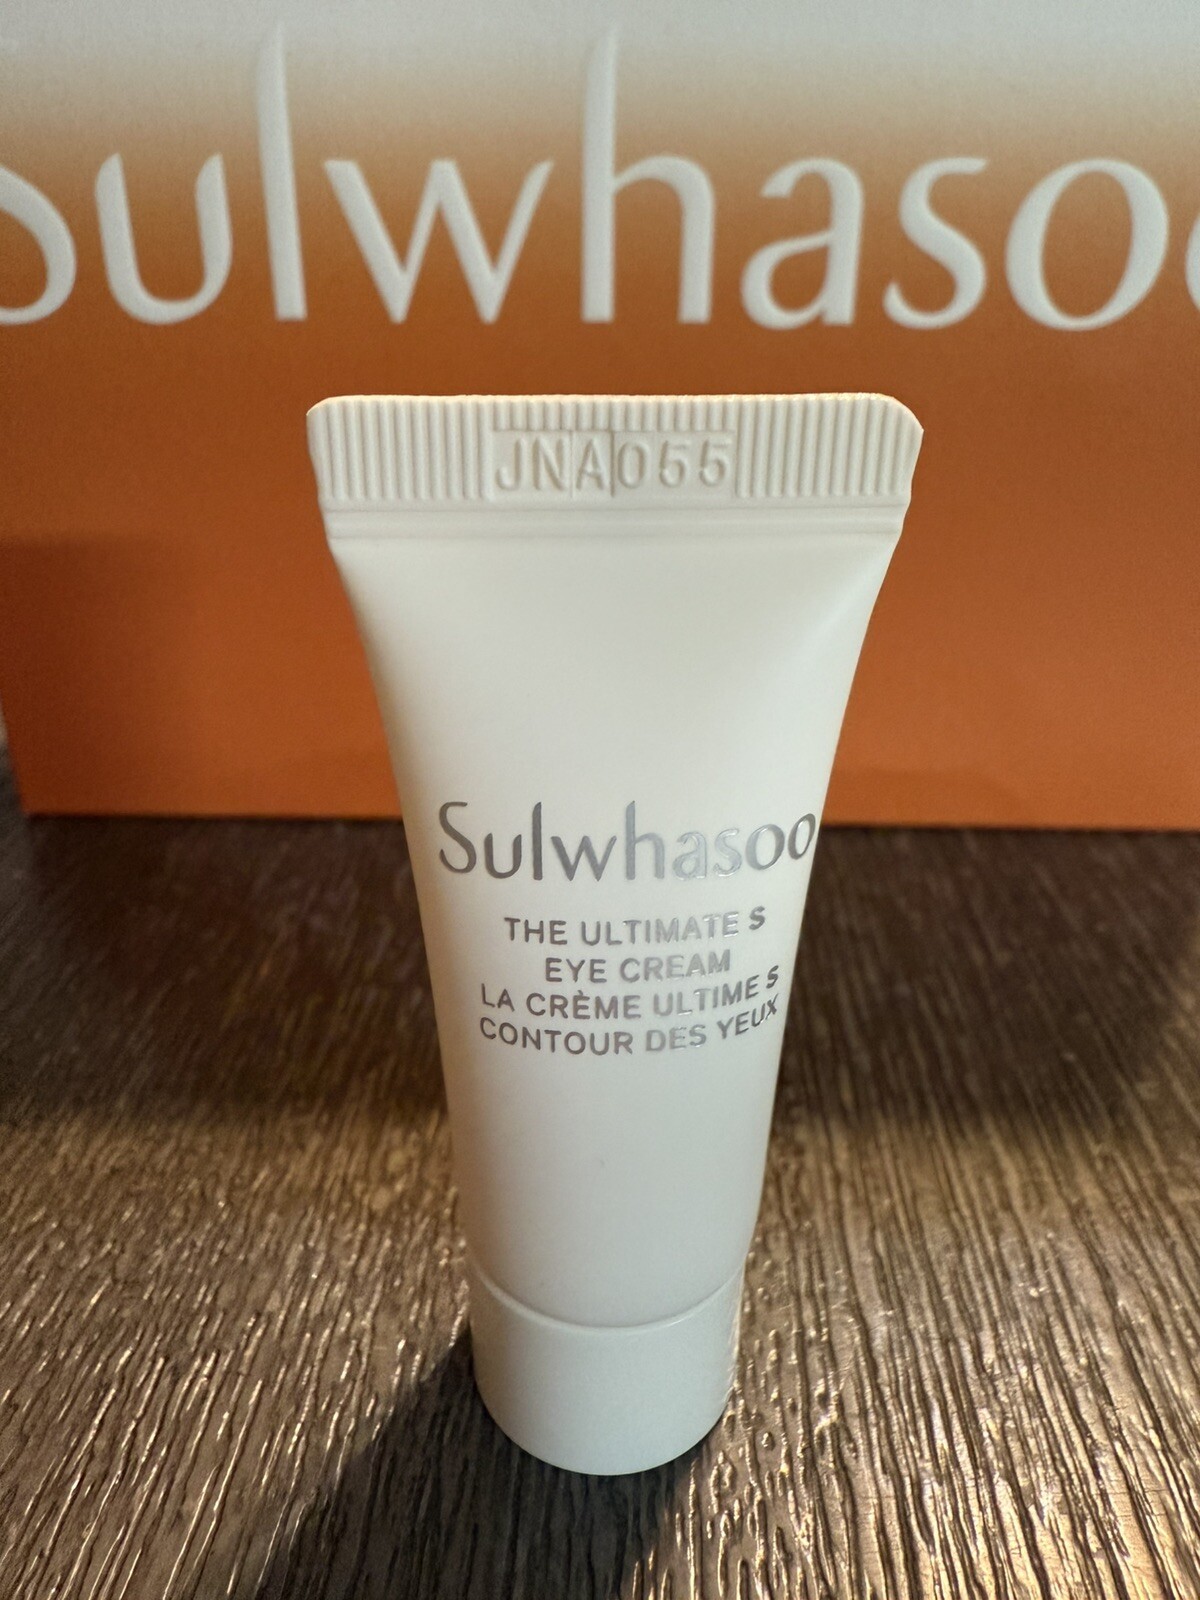 Sulwhasoo
JNA055
Sulwhasoo
THE ULTIMATE S
EYE CREAM
LA CRÈME ULTIME S
CONTOUR DES YEUX